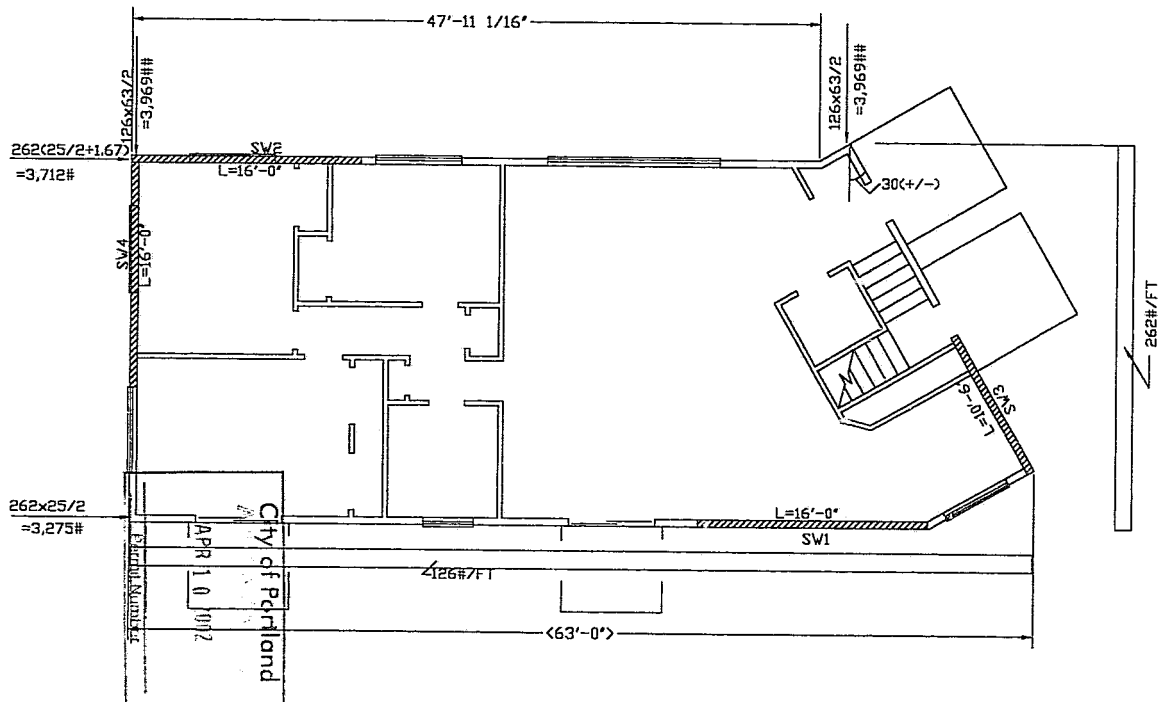 47'-11 1/16"
126x63/2
=3,969##
126x63/2
=3,969##
262(25/2+1.67)
=3,712#
SW2
L=16'-0"
30(+/-)
SW4
L=16'-0"
262#/FT
SW3
L=10'-6"
262x25/2
=3,275#
L=16'-0"
SW1
126#/FT
City of Portland
APR 10 2002
Permit Number
<63'-0">